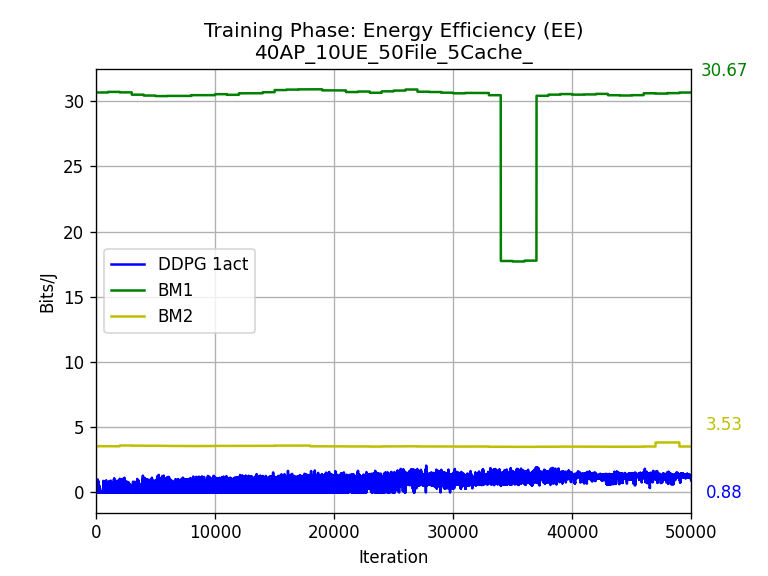 Training Phase: Energy Efficiency (EE)
40AP_10UE_50File_5Cache_
30.67
30
25
20
15
10
5
0
Bits/J
DDPG 1act
BM1
BM2
3.53
0.88
0 10000 20000 30000 40000 50000
Iteration